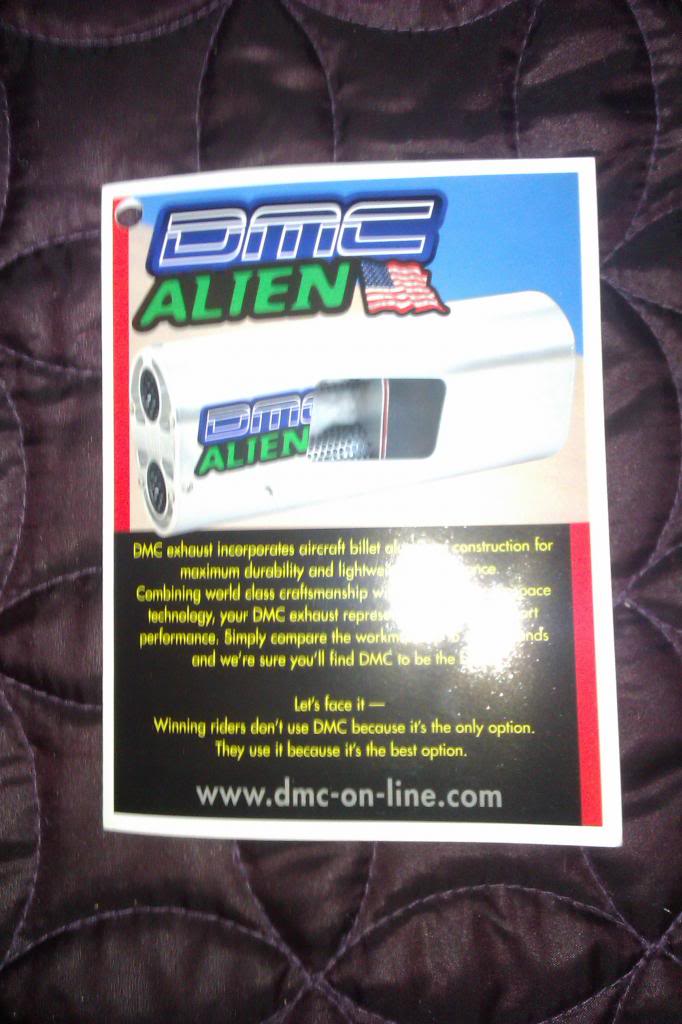 DMC
ALIEN
DMC
ALIEN
DMC exhaust incorporates aircraft billet construction for
maximum durability and
Combining world class craftsmanship
technology, your DMC exhaust
performance. Simply compare the
and we're sure you'll find DMC to be the
Let's face it —
Winning riders don't use DMC because it's the only option.
They use it because it's the best option.
www.dmc-on-line.com